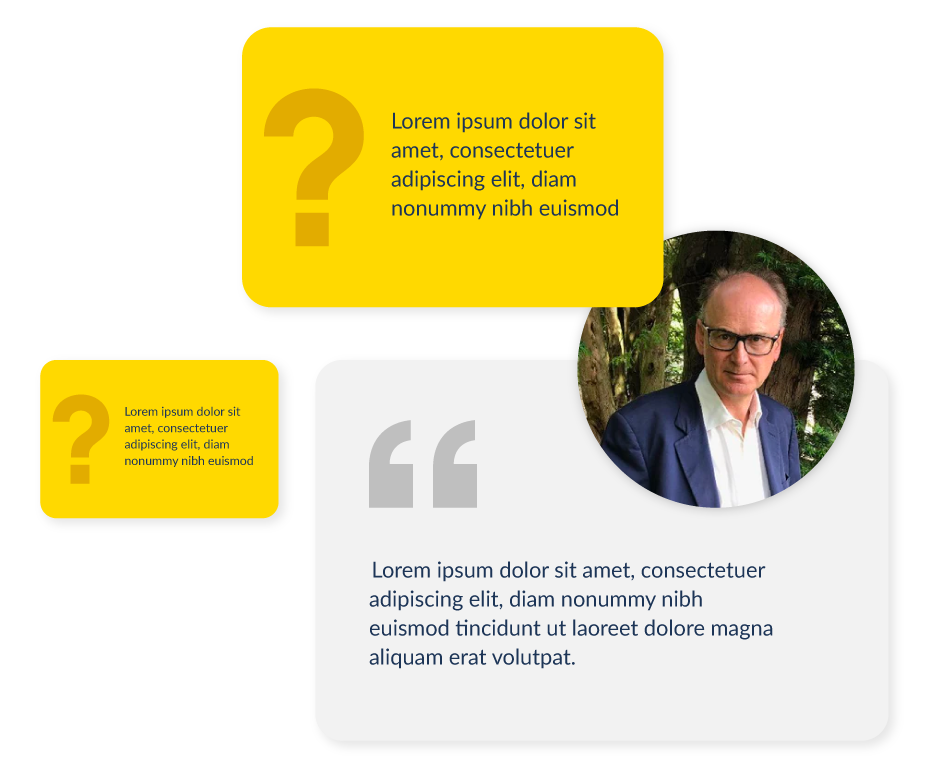 ?
Lorem ipsum dolor sit
amet, consectetuer
adipiscing elit, diam
nonummy nibh euismod
?
Lorem ipsum dolor sit
amet, consectetuer
adipiscing elit, diam
nonummy nibh euismod
“
Lorem ipsum dolor sit amet, consectetuer
adipiscing elit, diam nonummy nibh
euismod tincidunt ut laoreet dolore magna
aliquam erat volutpat.